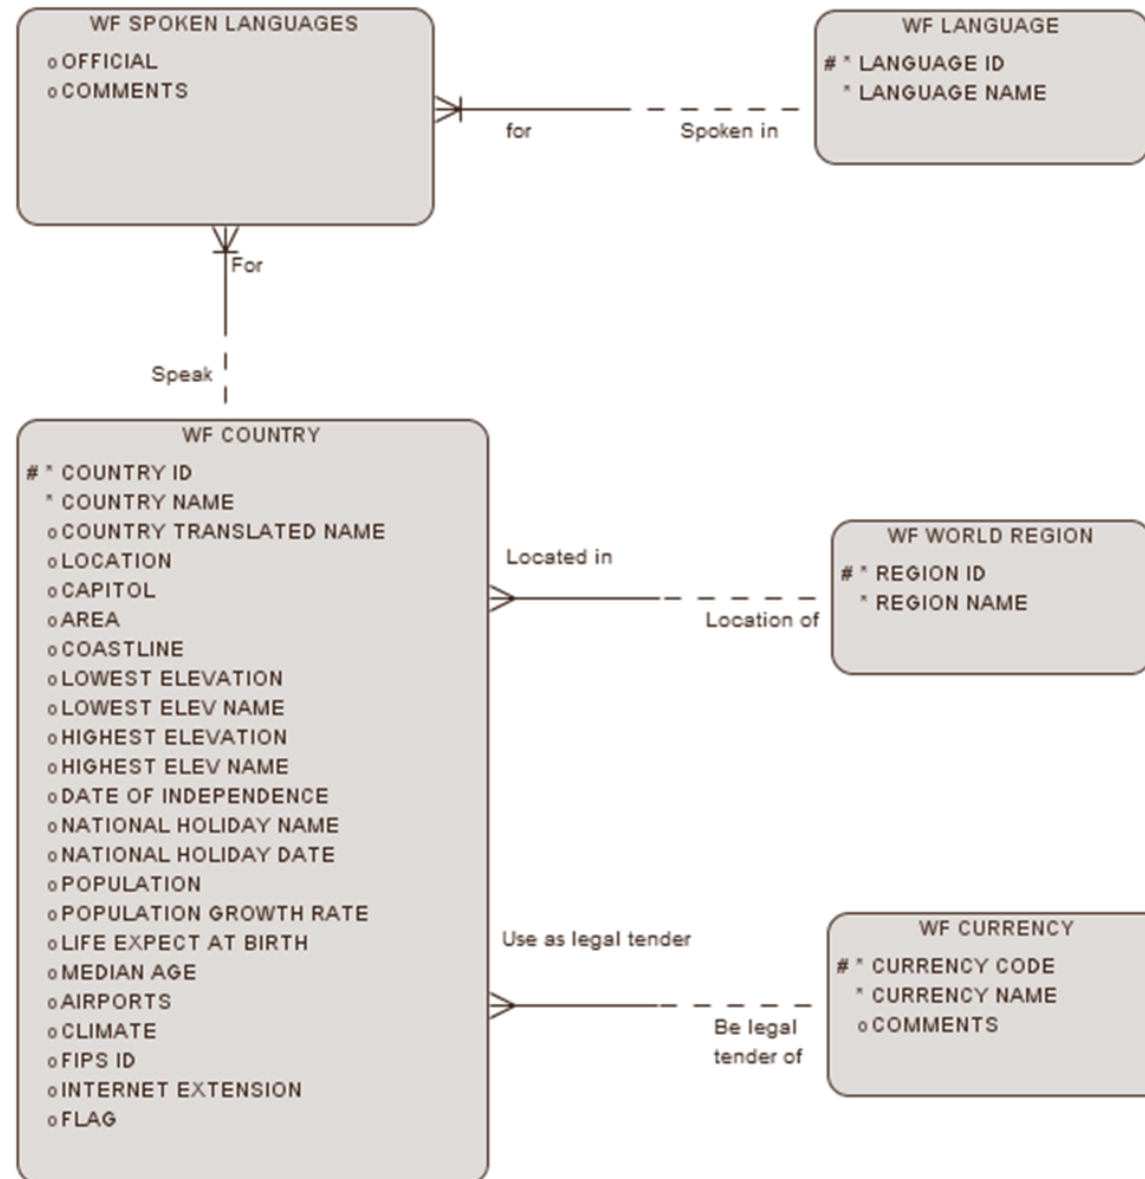 WF SPOKEN LANGUAGES
o OFFICIAL
o COMMENTS
WF LANGUAGE
# * LANGUAGE ID
* LANGUAGE NAME
for
Spoken in
For
Speak
WF COUNTRY
# * COUNTRY ID
* COUNTRY NAME
o COUNTRY TRANSLATED NAME
o LOCATION
o CAPITOL
o AREA
o COASTLINE
o LOWEST ELEVATION
o LOWEST ELEV NAME
o HIGHEST ELEVATION
o HIGHEST ELEV NAME
o DATE OF INDEPENDENCE
o NATIONAL HOLIDAY NAME
o NATIONAL HOLIDAY DATE
o POPULATION
o POPULATION GROWTH RATE
o LIFE EXPECT AT BIRTH
o MEDIAN AGE
o AIRPORTS
o CLIMATE
o FIPS ID
o INTERNET EXTENSION
o FLAG
Located in
Location of
WF WORLD REGION
# * REGION ID
* REGION NAME
Use as legal tender
Be legal
tender of
WF CURRENCY
# * CURRENCY CODE
* CURRENCY NAME
o COMMENTS